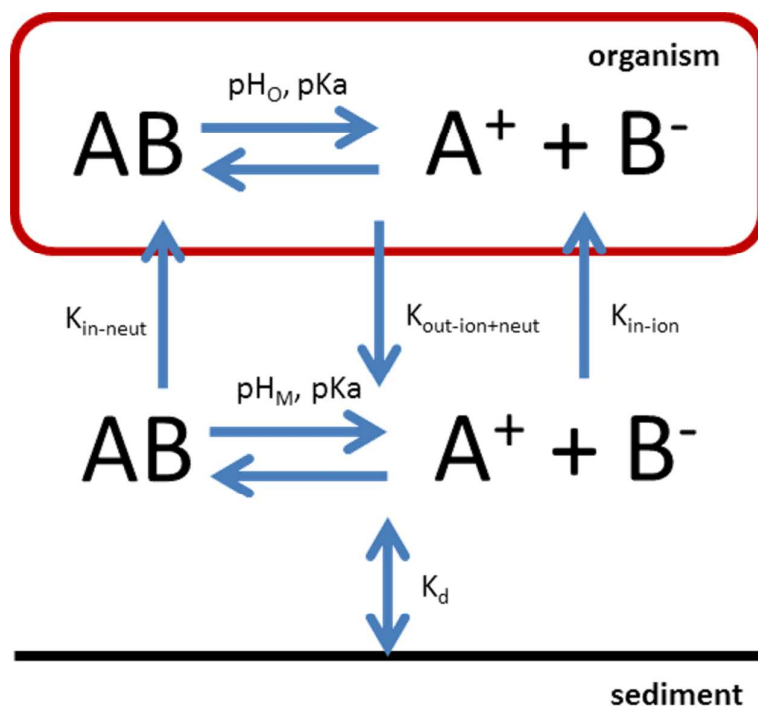 organism
pH_O, pKa
AB A⁺ + B⁻
K_in-neut K_out-ion+neut K_in-ion
pH_M, pKa
AB A⁺ + B⁻
K_d
sediment